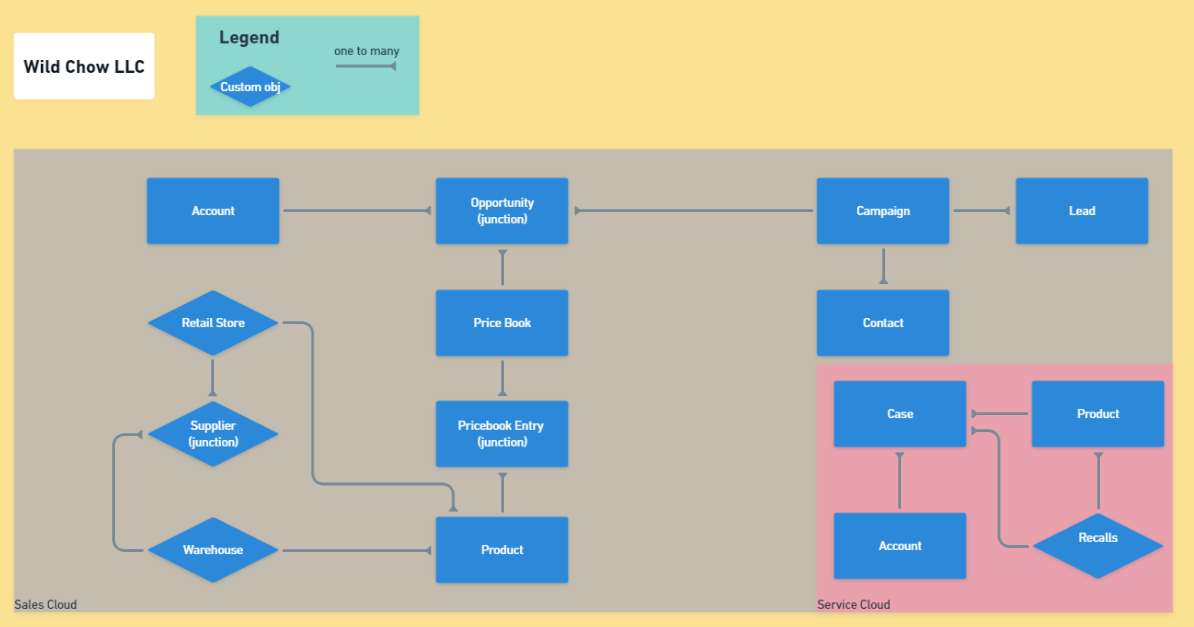 Wild Chow LLC
Legend
one to many
Custom obj
Account
Opportunity
(junction)
Campaign
Lead
Retail Store
Price Book
Contact
Supplier
(junction)
Pricebook Entry
(junction)
Case
Product
Warehouse
Product
Account
Recalls
Sales Cloud
Service Cloud